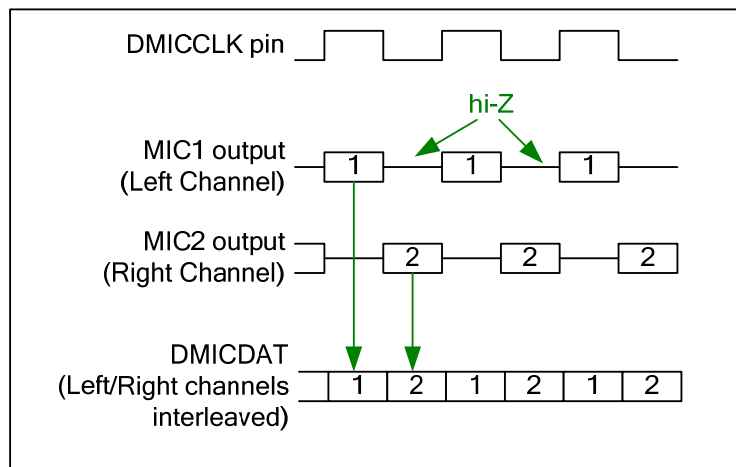 DMICCLK pin
hi-Z
MIC1 output
(Left Channel)
1 1 1
MIC2 output
(Right Channel)
2 2 2
DMICDAT
(Left/Right channels
interleaved)
1 2 1 2 1 2